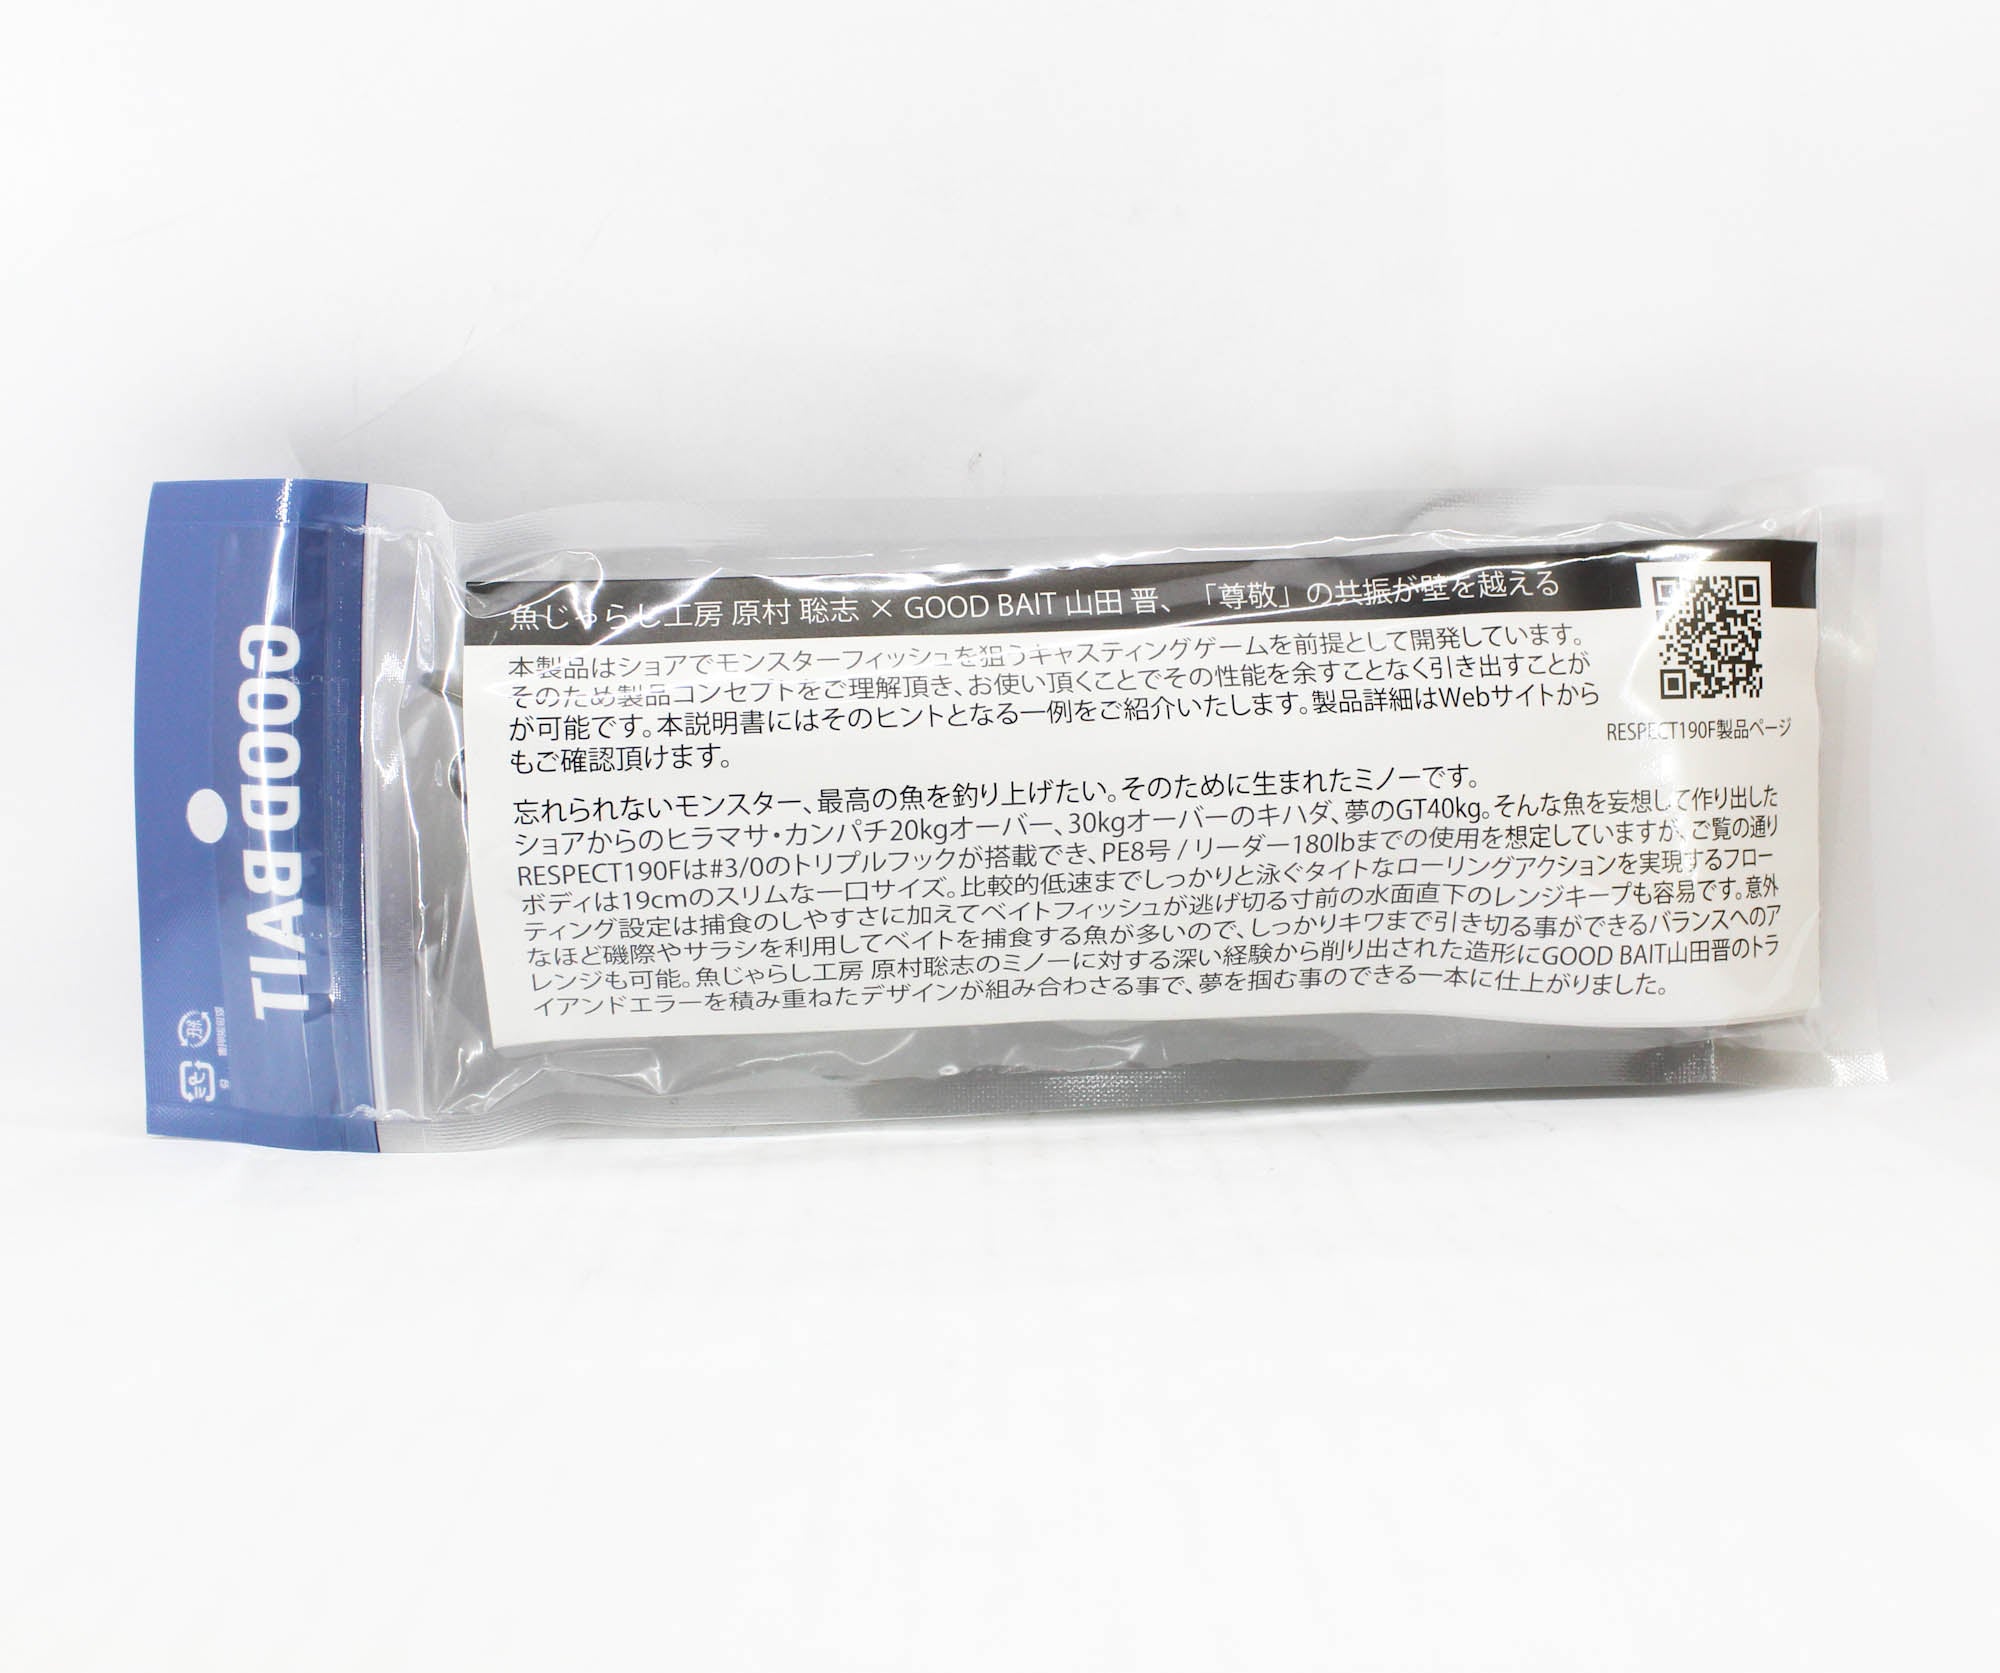 魚じゃらし工房 原村 聡志 × GOOD BAIT 山田 晋、「尊敬」の共振が壁を越える
本製品はショアでモンスターフィッシュを狙うキャスティングゲームを前提として開発しています。
そのため製品コンセプトをご理解頂き、お使い頂くことでその性能を余すことなく引き出すことが
が可能です。本説明書にはそのヒントとなる一例をご紹介いたします。製品詳細はWebサイトから
もご確認頂けます。
RESPECT190F製品ページ
忘れられないモンスター、最高の魚を釣り上げたい。そのために生まれたミノーです。
ショアからのヒラマサ・カンパチ20kgオーバー、30kgオーバーのキハダ、夢のGT40kg。そんな魚を妄想して作り出した
RESPECT190Fは#3/0のトリプルフックが搭載でき、PE8号 / リーダー180lbまでの使用を想定していますが、ご覧の通り
ボディは19cmのスリムな一口サイズ。比較的低速までしっかりと泳ぐタイトなローリングアクションを実現するフロー
ティング設定は捕食のしやすさに加えてベイトフィッシュが逃げ切る寸前の水面直下のレンジキープも容易です。意外
なほど磯際やサラシを利用してベイトを捕食する魚が多いので、しっかりキワまで引き切る事ができるバランスへのア
レンジも可能。魚じゃらし工房 原村聡志のミノーに対する深い経験から削り出された造形にGOOD BAIT山田晋のトラ
イアンドエラーを積み重ねたデザインが組み合わさる事で、夢を掴む事のできる一本に仕上がりました。
GOOD BAIT
プラ
紙